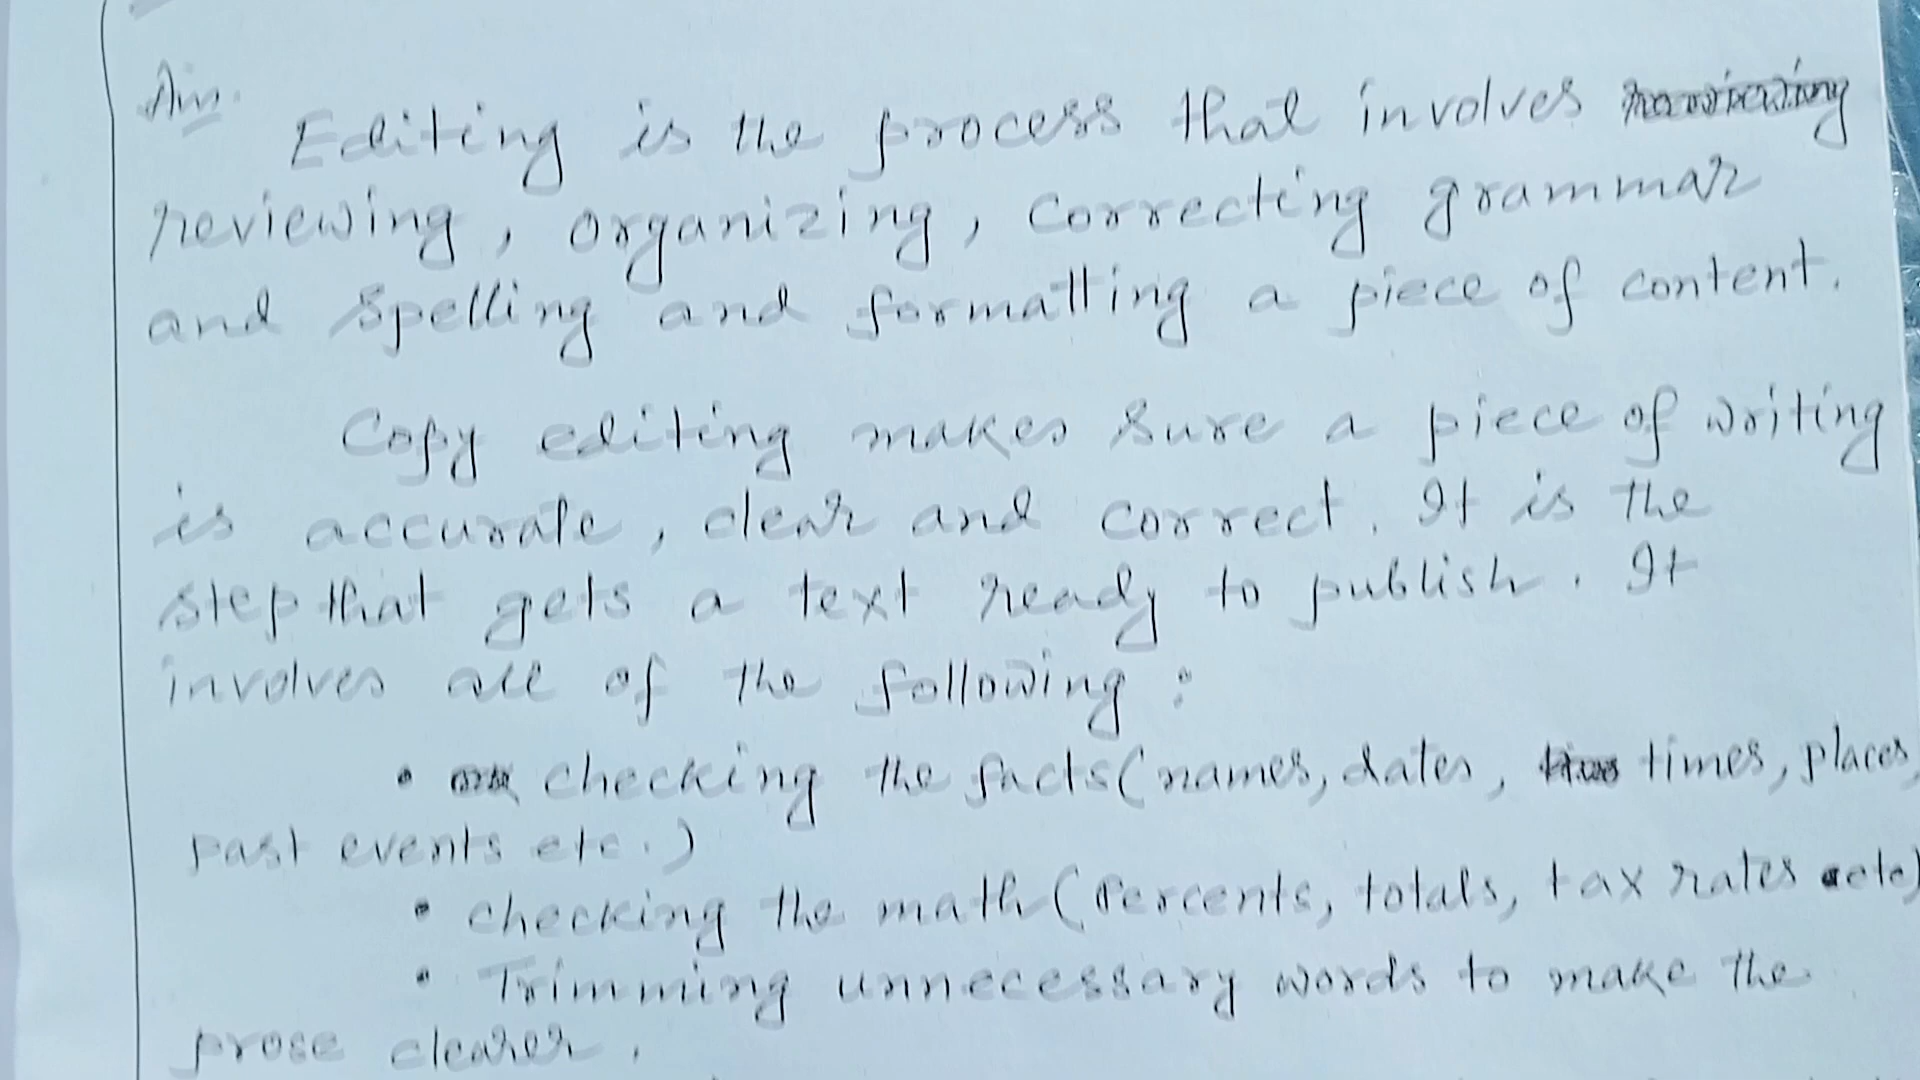 Ans.
Editing is the process that involves
reviewing, organizing, correcting grammar
and spelling and formatting a piece of content.
Copy editing makes sure a piece of writing
is accurate, clear and correct. It is the
step that gets a text ready to publish. It
involves all of the following:
• checking the facts (names, dates, times, places,
past events etc.)
• checking the math (Percents, totals, tax rates etc)
• Trimming unnecessary words to make the
prose clearer.